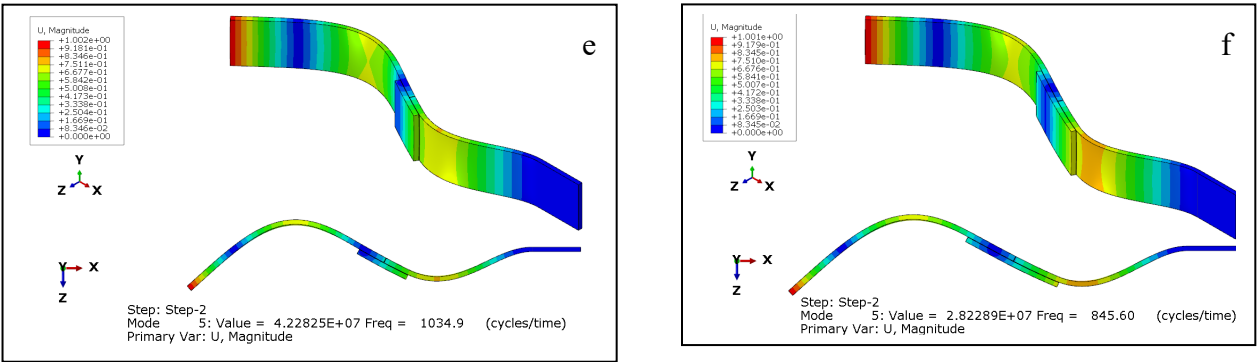 U, Magnitude
+1.002e+00
+9.181e-01
+8.346e-01
+7.511e-01
+6.677e-01
+5.842e-01
+5.008e-01
+4.173e-01
+3.338e-01
+2.504e-01
+1.669e-01
+8.346e-02
+0.000e+00
e
Y
Z X
Y X
Z
Step: Step-2
Mode 5: Value = 4.22825E+07 Freq = 1034.9 (cycles/time)
Primary Var: U, Magnitude
U, Magnitude
+1.001e+00
+9.179e-01
+8.345e-01
+7.510e-01
+6.676e-01
+5.841e-01
+5.007e-01
+4.172e-01
+3.338e-01
+2.503e-01
+1.669e-01
+8.345e-02
+0.000e+00
f
Y
Z X
Y X
Z
Step: Step-2
Mode 5: Value = 2.82289E+07 Freq = 845.60 (cycles/time)
Primary Var: U, Magnitude